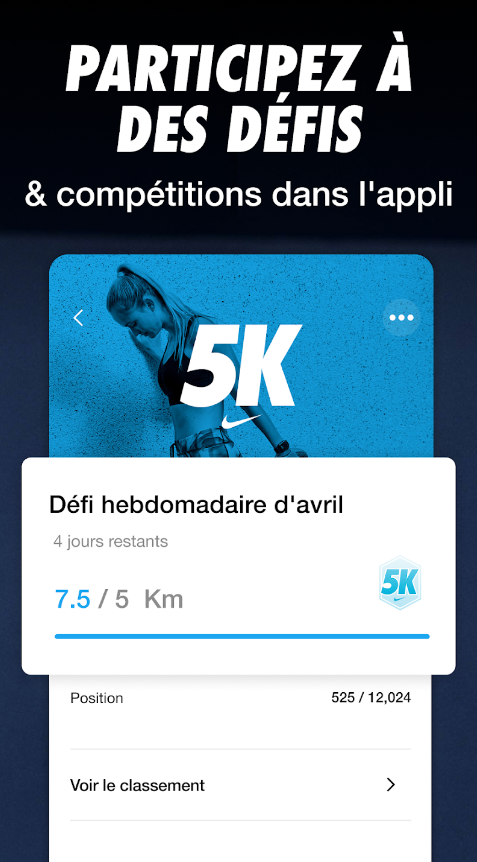 PARTICIPEZ À
DES DÉFIS
& compétitions dans l'appli
5K
Défi hebdomadaire d'avril
4 jours restants
5K
7.5 / 5 Km
Position 525 / 12,024
Voir le classement